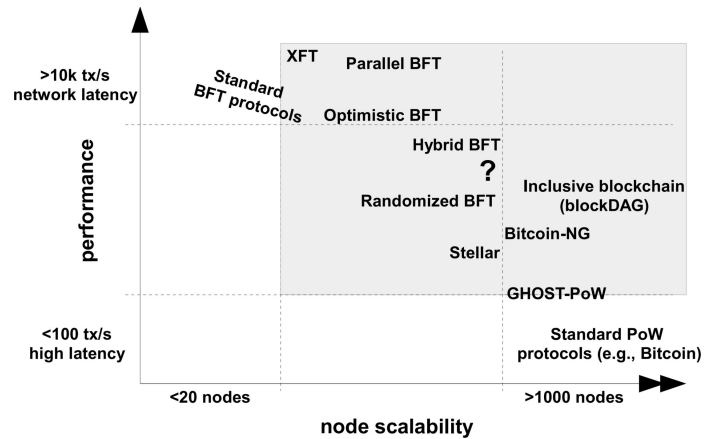 XFT
Parallel BFT
>10k tx/s
network latency
Standard
BFT protocols
Optimistic BFT
Hybrid BFT
?
performance
Inclusive blockchain
(blockDAG)
Randomized BFT
Bitcoin-NG
Stellar
GHOST-PoW
<100 tx/s
high latency
Standard PoW
protocols (e.g., Bitcoin)
<20 nodes
>1000 nodes
node scalability